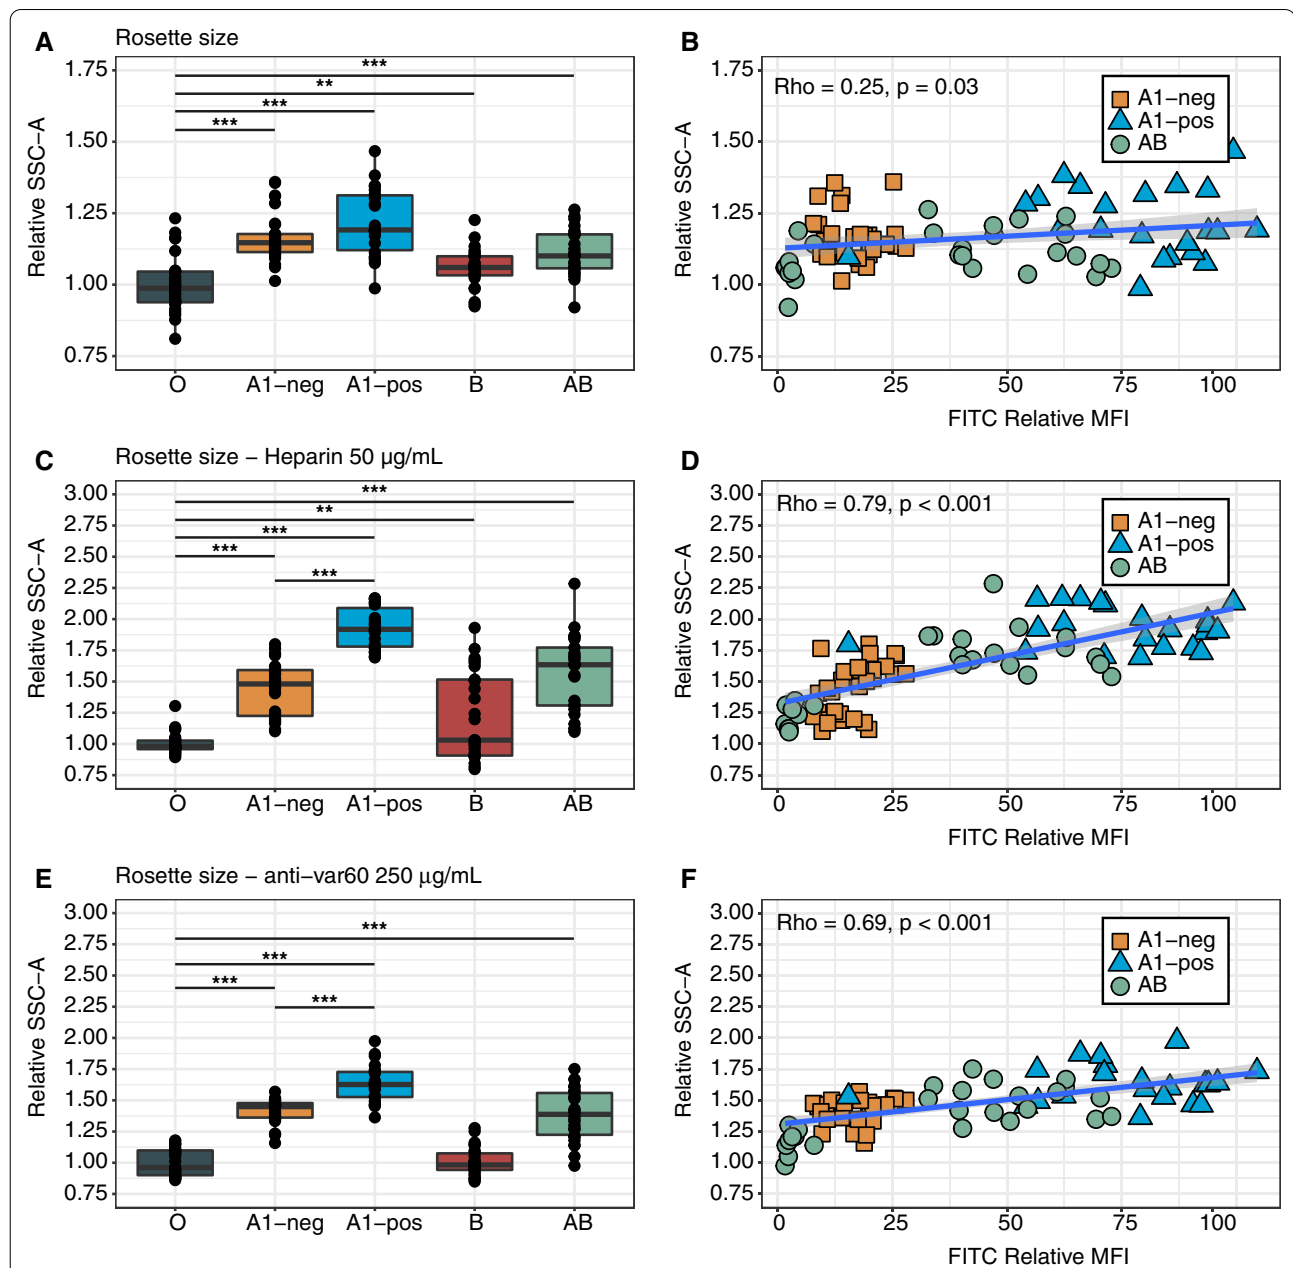 A Rosette size
Relative SSC−A
1.75
1.50
1.25
1.00
0.75
***
**
***
***
O A1−neg A1−pos B AB
B
Relative SSC−A
1.75
1.50
1.25
1.00
0.75
Rho = 0.25, p = 0.03
A1−neg
A1−pos
AB
0 25 50 75 100
FITC Relative MFI
C Rosette size − Heparin 50 µg/mL
Relative SSC−A
3.00
2.75
2.50
2.25
2.00
1.75
1.50
1.25
1.00
0.75
***
**
***
***
***
O A1−neg A1−pos B AB
D
Relative SSC−A
3.00
2.75
2.50
2.25
2.00
1.75
1.50
1.25
1.00
0.75
Rho = 0.79, p < 0.001
A1−neg
A1−pos
AB
0 25 50 75 100
FITC Relative MFI
E Rosette size − anti−var60 250 µg/mL
Relative SSC−A
3.00
2.75
2.50
2.25
2.00
1.75
1.50
1.25
1.00
0.75
***
***
***
***
O A1−neg A1−pos B AB
F
Relative SSC−A
3.00
2.75
2.50
2.25
2.00
1.75
1.50
1.25
1.00
0.75
Rho = 0.69, p < 0.001
A1−neg
A1−pos
AB
0 25 50 75 100
FITC Relative MFI